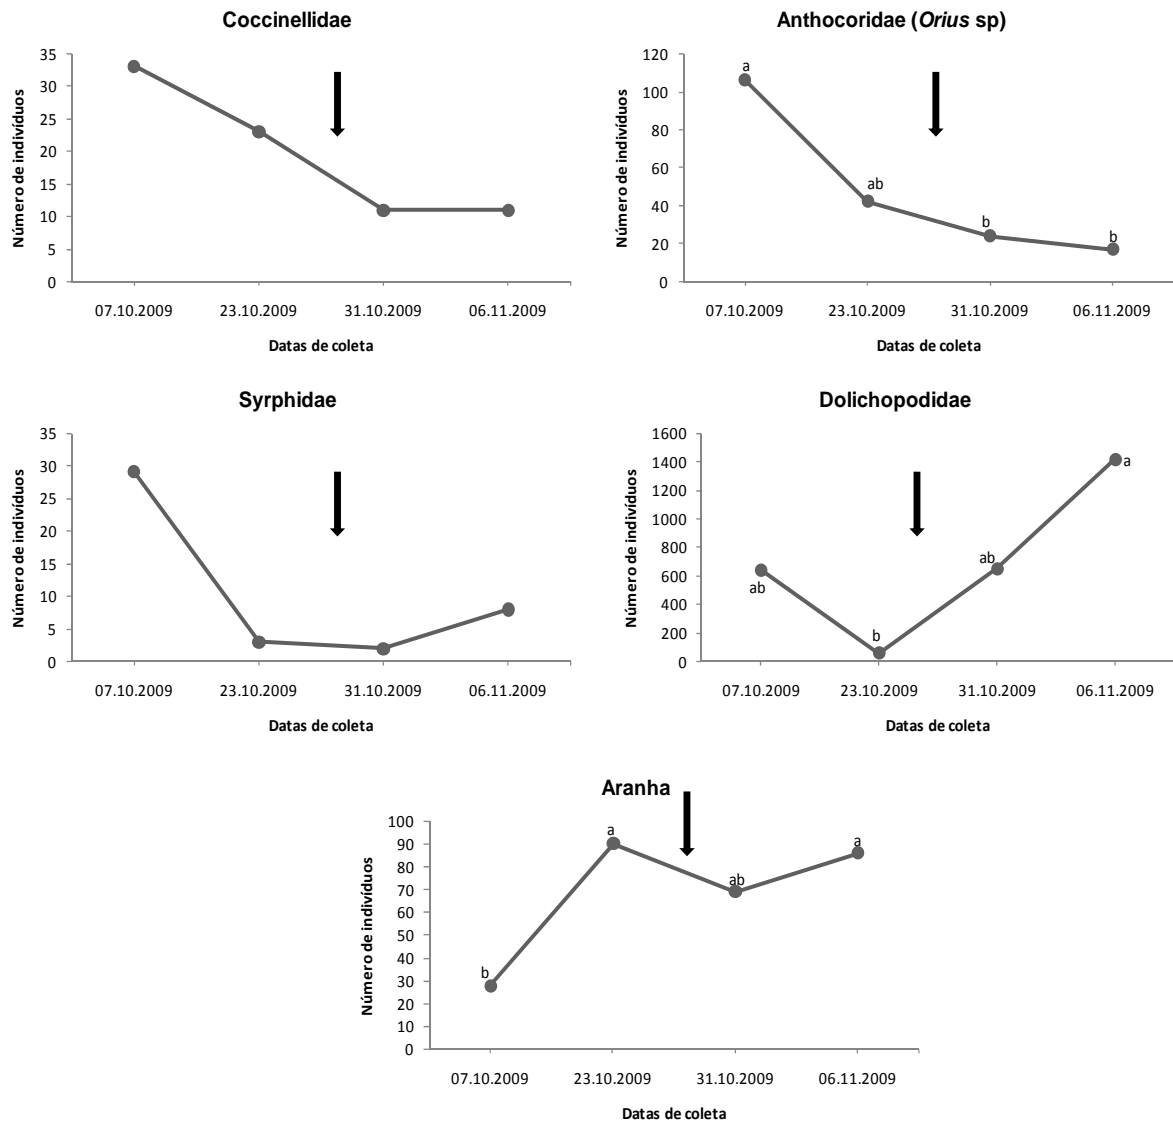 Coccinellidae
Número de indivíduos
35
30
25
20
15
10
5
0
07.10.2009 23.10.2009 31.10.2009 06.11.2009
Datas de coleta
Anthocoridae (Orius sp)
Número de indivíduos
120
100
80
60
40
20
0
a
ab
b
b
07.10.2009 23.10.2009 31.10.2009 06.11.2009
Datas de coleta
Syrphidae
Número de indivíduos
35
30
25
20
15
10
5
0
07.10.2009 23.10.2009 31.10.2009 06.11.2009
Datas de coleta
Dolichopodidae
Número de indivíduos
1600
1400
1200
1000
800
600
400
200
0
ab
b
ab
a
07.10.2009 23.10.2009 31.10.2009 06.11.2009
Datas de coleta
Aranha
Número de indivíduos
100
90
80
70
60
50
40
30
20
10
0
b
a
ab
a
07.10.2009 23.10.2009 31.10.2009 06.11.2009
Datas de coleta